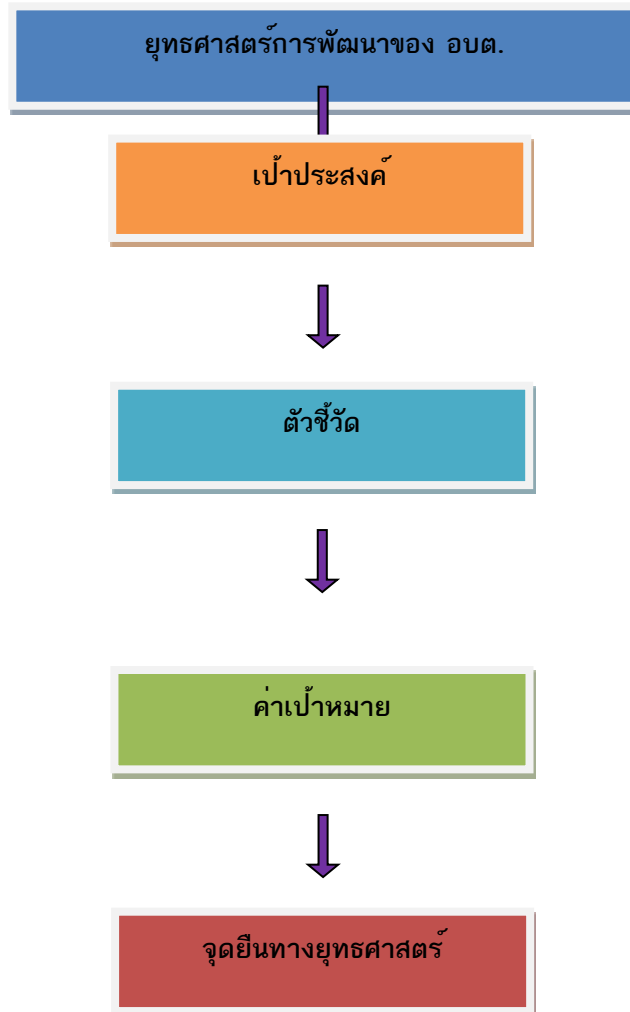 ยุทธศาสตร์การพัฒนาของ อบต.
เป้าประสงค์
ตัวชี้วัด
ค่าเป้าหมาย
จุดยืนทางยุทธศาสตร์